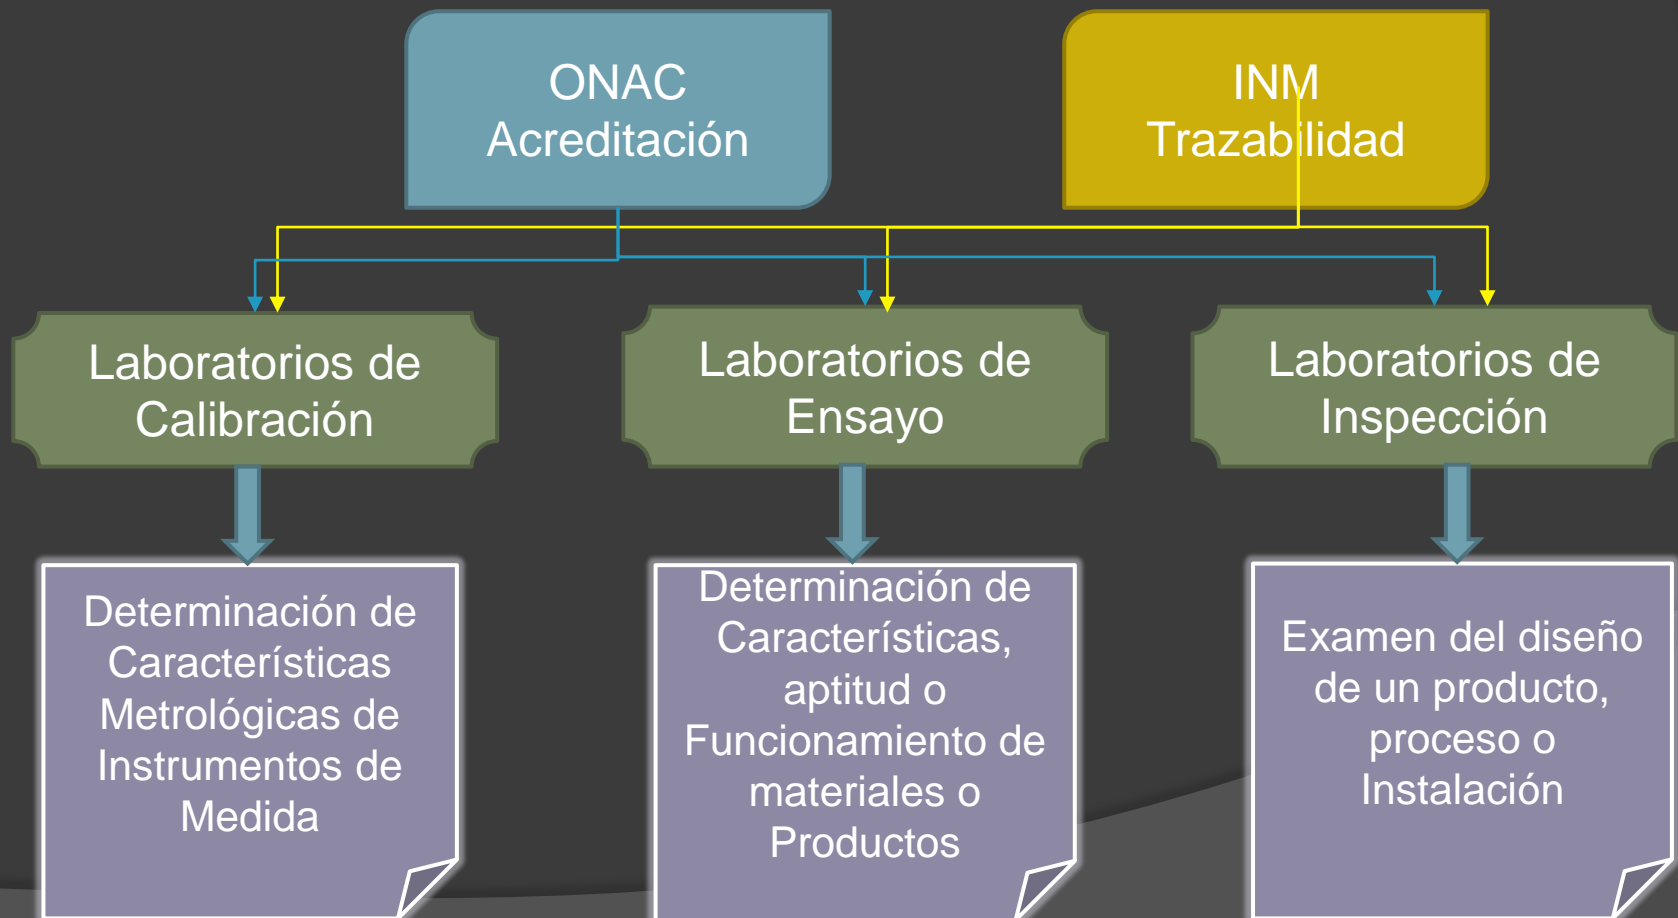 ONAC
Acreditación
INM
Trazabilidad
Laboratorios de
Calibración
Laboratorios de
Ensayo
Laboratorios de
Inspección
Determinación de
Características
Metrológicas de
Instrumentos de
Medida
Determinación de
Características,
aptitud o
Funcionamiento de
materiales o
Productos
Examen del diseño
de un producto,
proceso o
Instalación